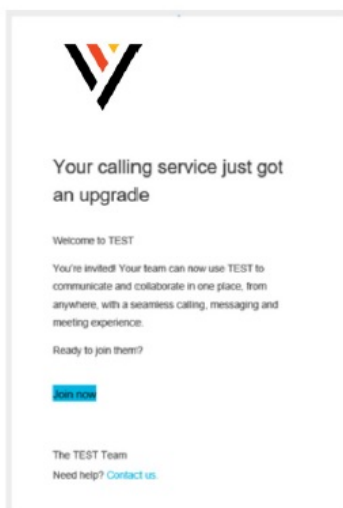 Your calling service just got
an upgrade
Welcome to TEST
You're invited! Your team can now use TEST to
communicate and collaborate in one place, from
anywhere, with a seamless calling, messaging and
meeting experience.
Ready to join them?
Join now
The TEST Team
Need help? Contact us.